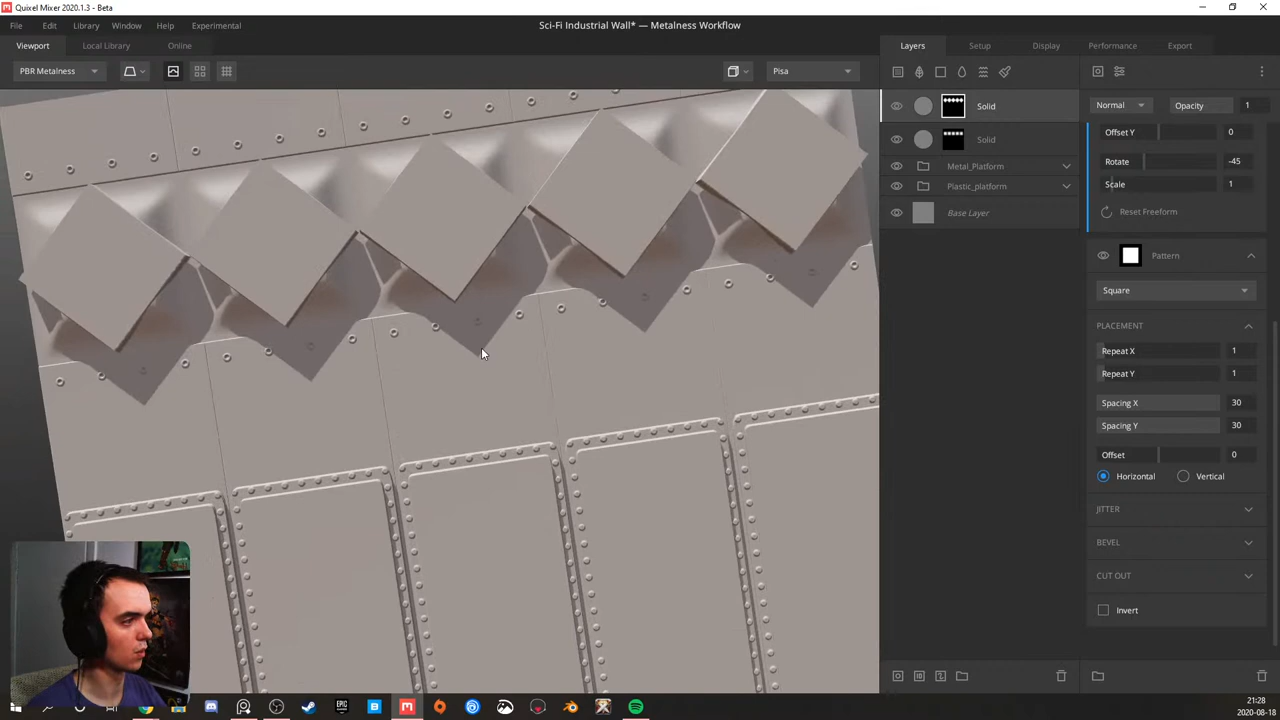 Quixel Mixer 2020.1.3 - Beta
File Edit Library Window Help Experimental
Sci-Fi Industrial Wall* — Metalness Workflow
Viewport Local Library Online
Layers Setup Display Performance Export
PBR Metalness
Pisa
Solid
Solid
Metal_Platform
Plastic_platform
Base Layer
Normal Opacity 1
Offset Y 0
Rotate -45
Scale 1
Reset Freeform
Pattern
Square
PLACEMENT
Repeat X 1
Repeat Y 1
Spacing X 30
Spacing Y 30
Offset 0
Horizontal Vertical
JITTER
BEVEL
CUT OUT
Invert
EPIC
21:28
2020-08-18